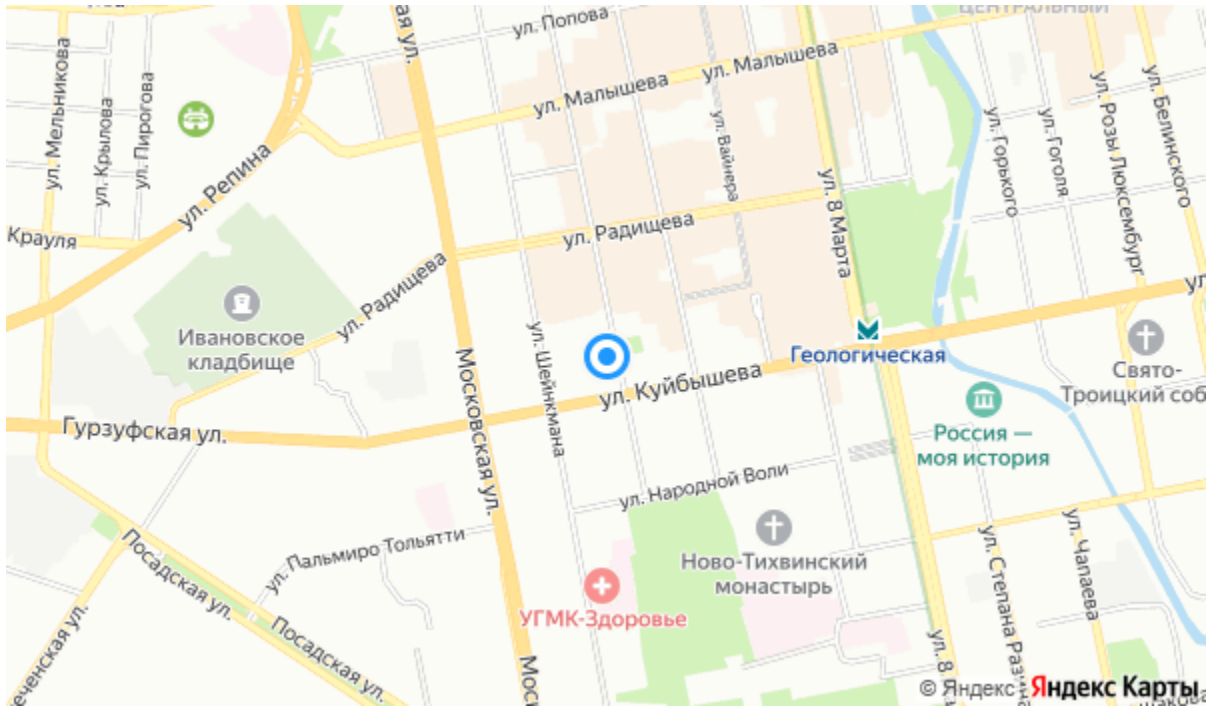 ЦЕНТРАЛЬНЫЙ
ул. Попова
ул. Малышева
ул. Малышева
ул. Мельникова
ул. Крылова
ул. Пирогова
ул. Репина
Крауля
ул. Вайнера
ул. 8 Марта
ул. Горького
ул. Гоголя
ул. Розы Люксембург
ул. Белинского
ул. Радищева
ул. Радищева
Ивановское
кладбище
ул. Шейнкмана
Московская ул.
Геологическая
ул. Куйбышева
Свято-
Троицкий соб
Гурзуфская ул.
Россия —
моя история
ул. Народной Воли
ул. Пальмиро Тольятти
Ново-Тихвинский
монастырь
УГМК-Здоровье
Посадская ул.
Посадская ул.
ул. Степана Разина
ул. Чапаева
ул. 8
© Яндекс
Яндекс Карты